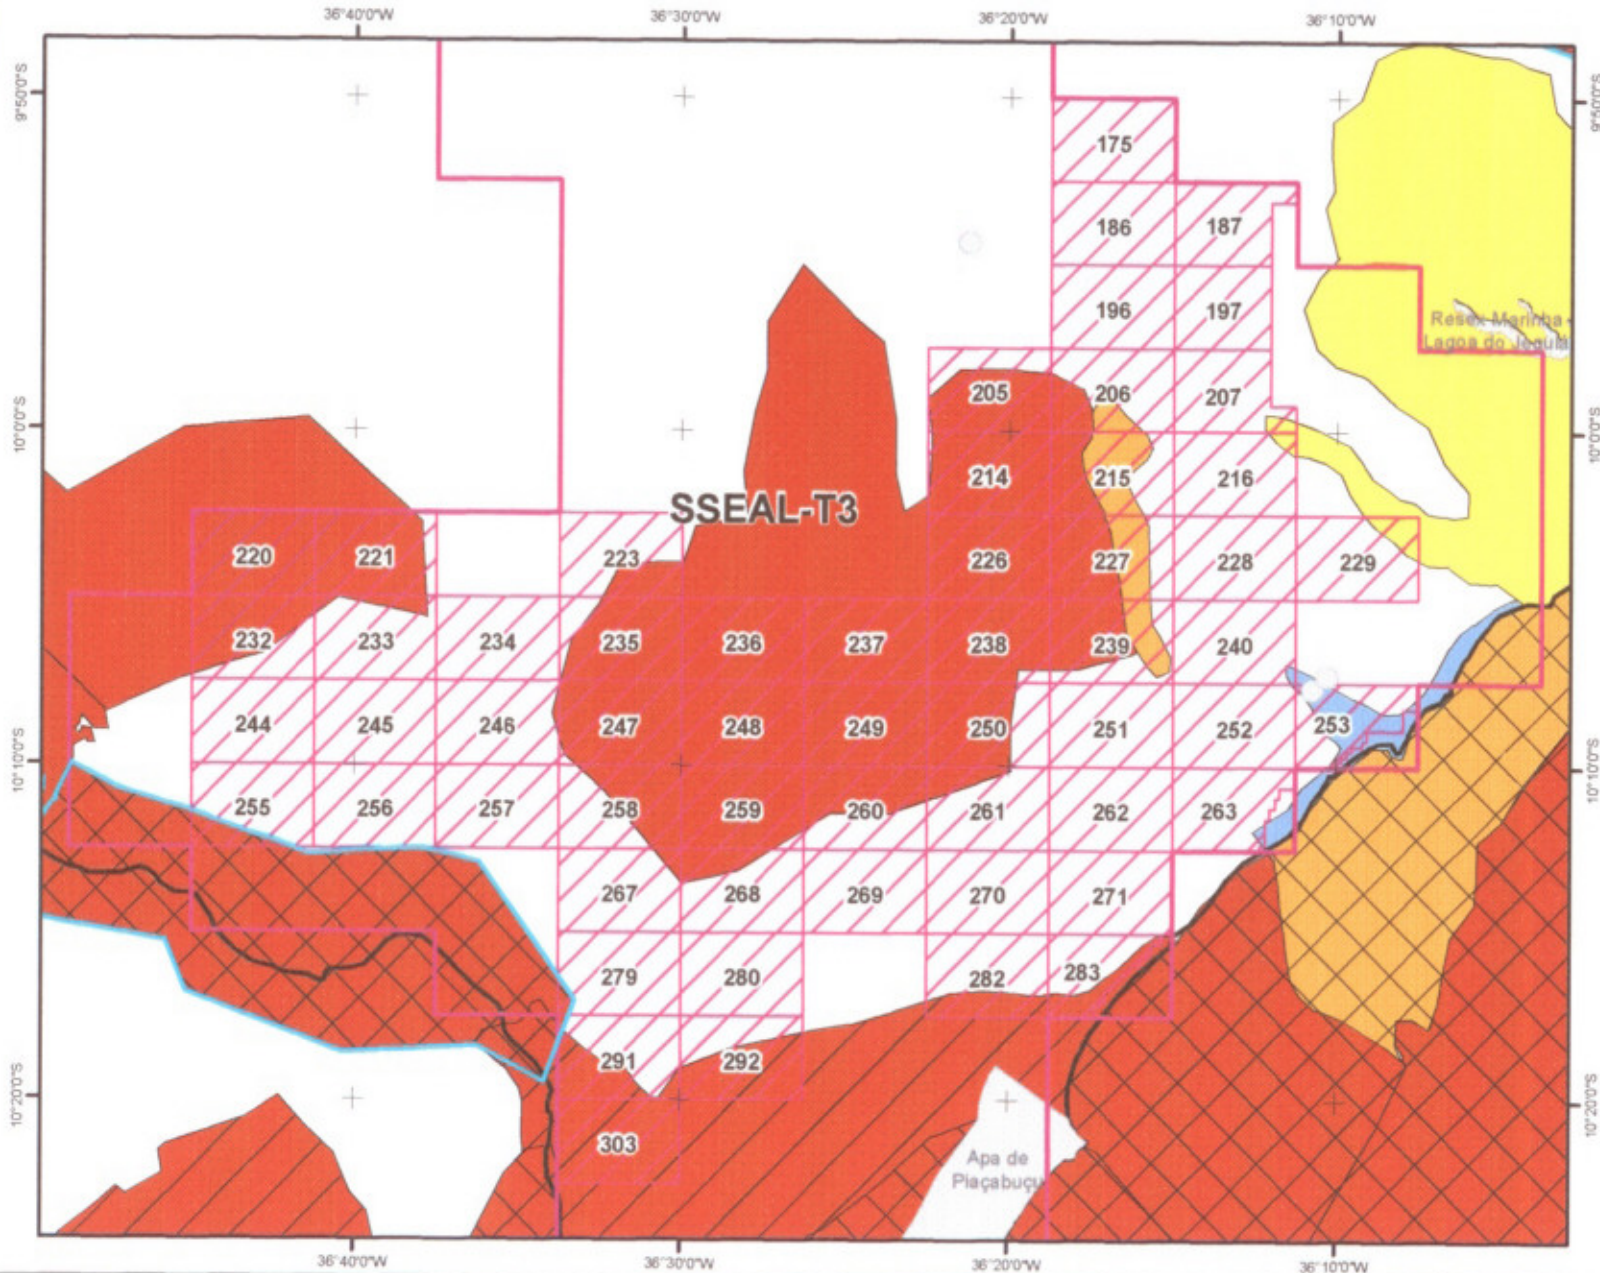 36°40'0"W 36°30'0"W 36°20'0"W 36°10'0"W
9°50'0"S 9°50'0"S
175
186 187
196 197
Resex Marinha
Lagoa do Jequiá
205 206 207
10°0'0"S 10°0'0"S
214 215 216
SSEAL-T3
220 221 223 226 227 228 229
232 233 234 235 236 237 238 239 240
244 245 246 247 248 249 250 251 252 253
10°10'0"S 10°10'0"S
255 256 257 258 259 260 261 262 263
267 268 269 270 271
279 280 282 283
291 292
10°20'0"S 10°20'0"S
303
Apa de
Piaçabuçu
36°40'0"W 36°30'0"W 36°20'0"W 36°10'0"W